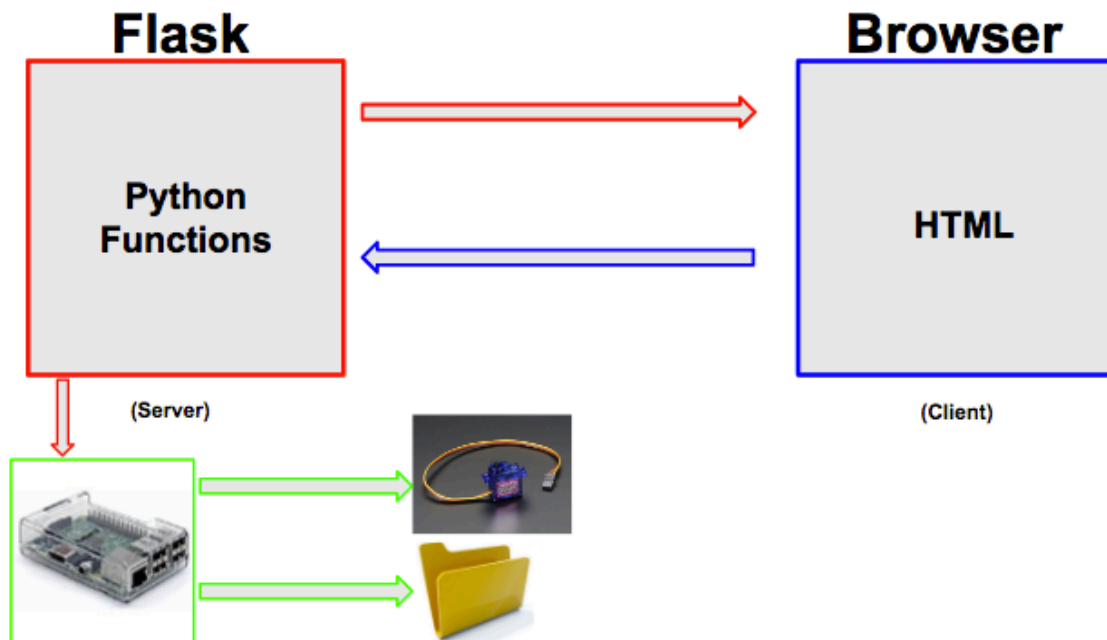 Flask
Browser
Python
Functions
HTML
(Server)
(Client)